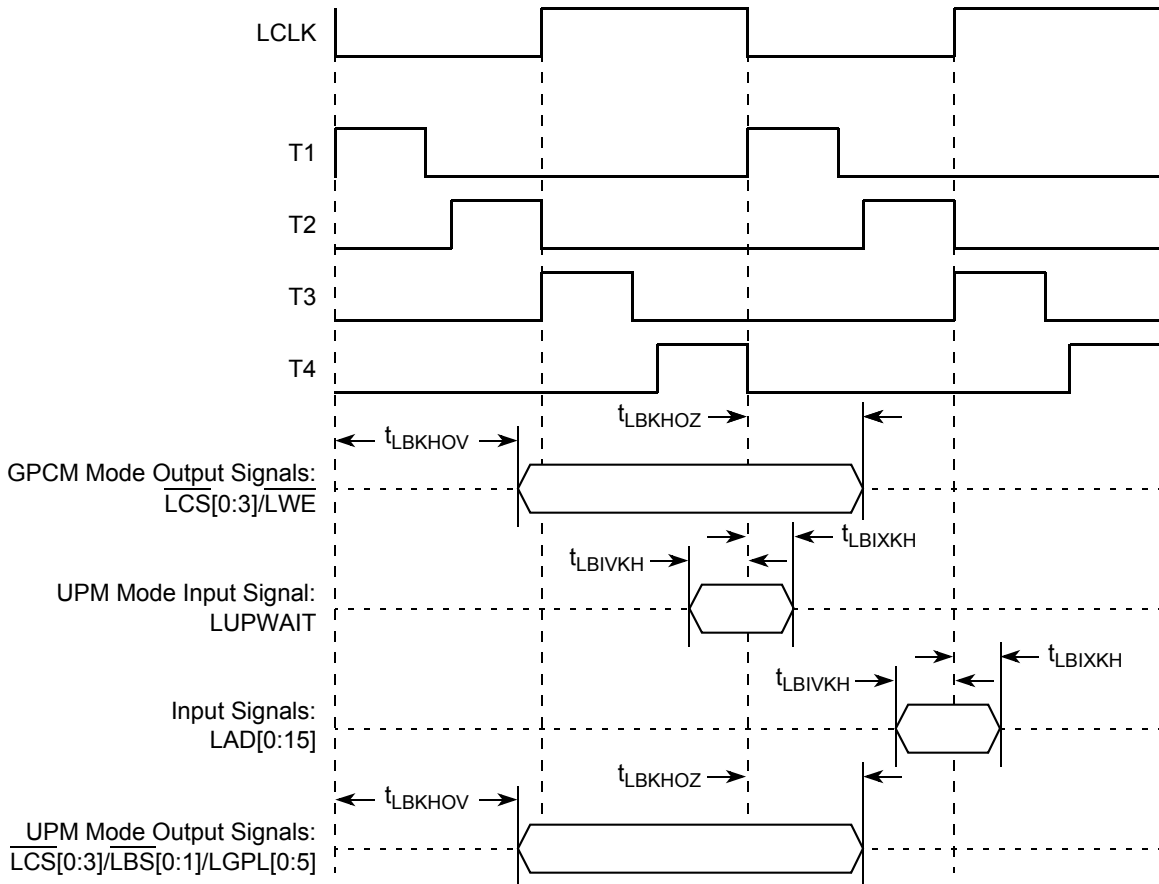 LCLK
T1
T2
T3
T4
tLBKHOZ
tLBKHOV
GPCM Mode Output Signals:
LCS[0:3]/LWE
tLBIXKH
tLBIVKH
UPM Mode Input Signal:
LUPWAIT
tLBIXKH
tLBIVKH
Input Signals:
LAD[0:15]
tLBKHOZ
tLBKHOV
UPM Mode Output Signals:
LCS[0:3]/LBS[0:1]/LGPL[0:5]